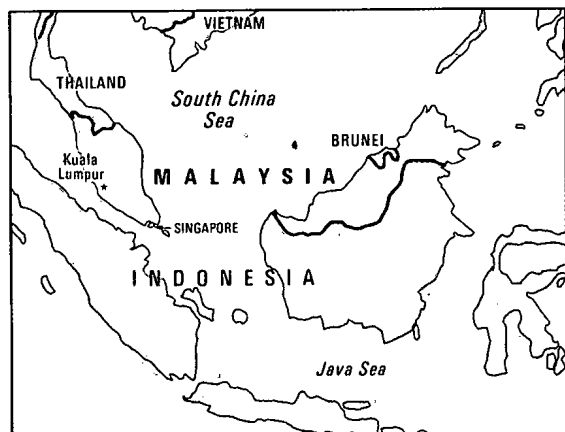 VIETNAM
THAILAND
South China
Sea
BRUNEI
Kuala
Lumpur
MALAYSIA
SINGAPORE
INDONESIA
Java Sea